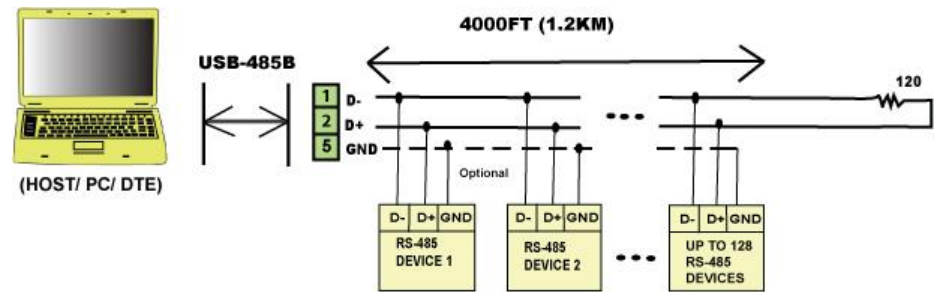 4000FT (1.2KM)
USB-485B
120
1 D-
2 D+
5 GND
Optional
(HOST/ PC/ DTE)
D- D+ GND
RS-485
DEVICE 1
D- D+ GND
RS-485
DEVICE 2
D- D+ GND
UP TO 128
RS-485
DEVICES